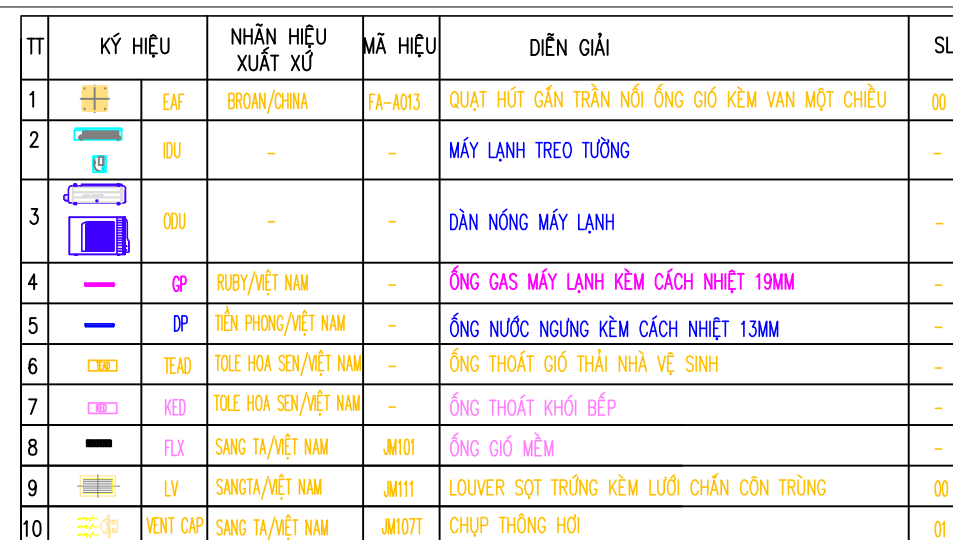 TT KÝ HIỆU NHÃN HIỆU XUẤT XỨ MÃ HIỆU DIỄN GIẢI SL
1 EAF BROAN/CHINA FA-A013 QUẠT HÚT GẮN TRẦN NỐI ỐNG GIÓ KÈM VAN MỘT CHIỀU 00
2 IDU - - MÁY LẠNH TREO TƯỜNG -
3 ODU - - DÀN NÓNG MÁY LẠNH -
4 GP RUBY/VIỆT NAM - ỐNG GAS MÁY LẠNH KÈM CÁCH NHIỆT 19MM -
5 DP TIỀN PHONG/VIỆT NAM - ỐNG NƯỚC NGƯNG KÈM CÁCH NHIỆT 13MM -
6 TEAD TEAD TOLE HOA SEN/VIỆT NAM - ỐNG THOÁT GIÓ THẢI NHÀ VỆ SINH -
7 KED KED TOLE HOA SEN/VIỆT NAM - ỐNG THOÁT KHÓI BẾP -
8 FLX SANG TA/VIỆT NAM JM101 ỐNG GIÓ MỀM -
9 LV SANGTA/VIỆT NAM JM111 LOUVER SỌT TRỨNG KÈM LƯỚI CHẮN CÔN TRÙNG 00
10 VENT CAP SANG TA/VIỆT NAM JM107T CHỤP THÔNG HƠI 01